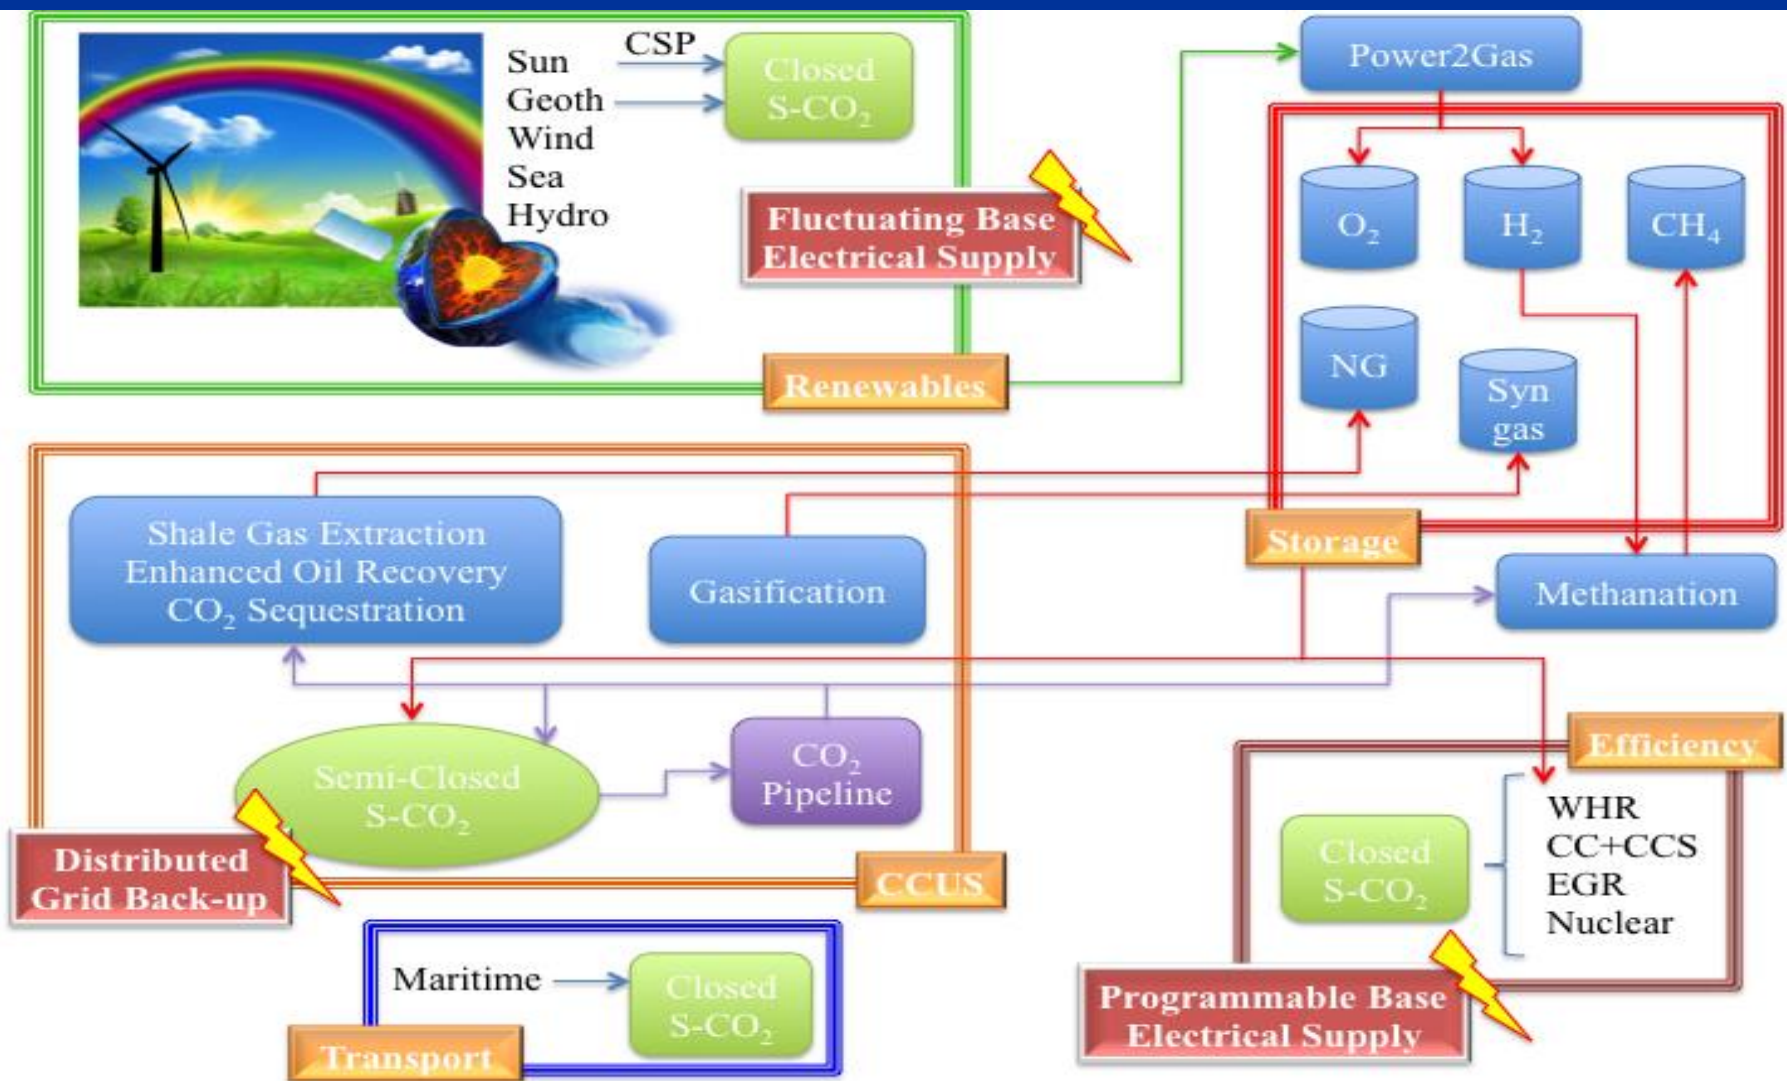 Sun
CSP
Geoth
Wind
Sea
Hydro
Closed
S-CO₂
Fluctuating Base
Electrical Supply
Renewables
Power2Gas
O₂
H₂
CH₄
NG
Syn
gas
Storage
Methanation
Shale Gas Extraction
Enhanced Oil Recovery
CO₂ Sequestration
Gasification
Semi-Closed
S-CO₂
CO₂
Pipeline
Distributed
Grid Back-up
CCUS
Efficiency
Closed
S-CO₂
WHR
CC+CCS
EGR
Nuclear
Programmable Base
Electrical Supply
Maritime
Closed
S-CO₂
Transport